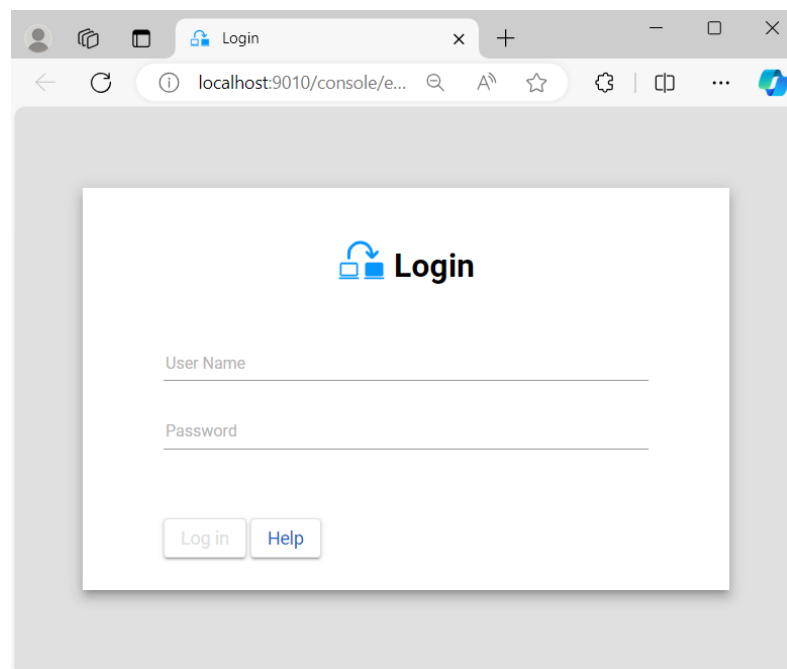 Login
localhost:9010/console/e...
Login
User Name
Password
Log in Help